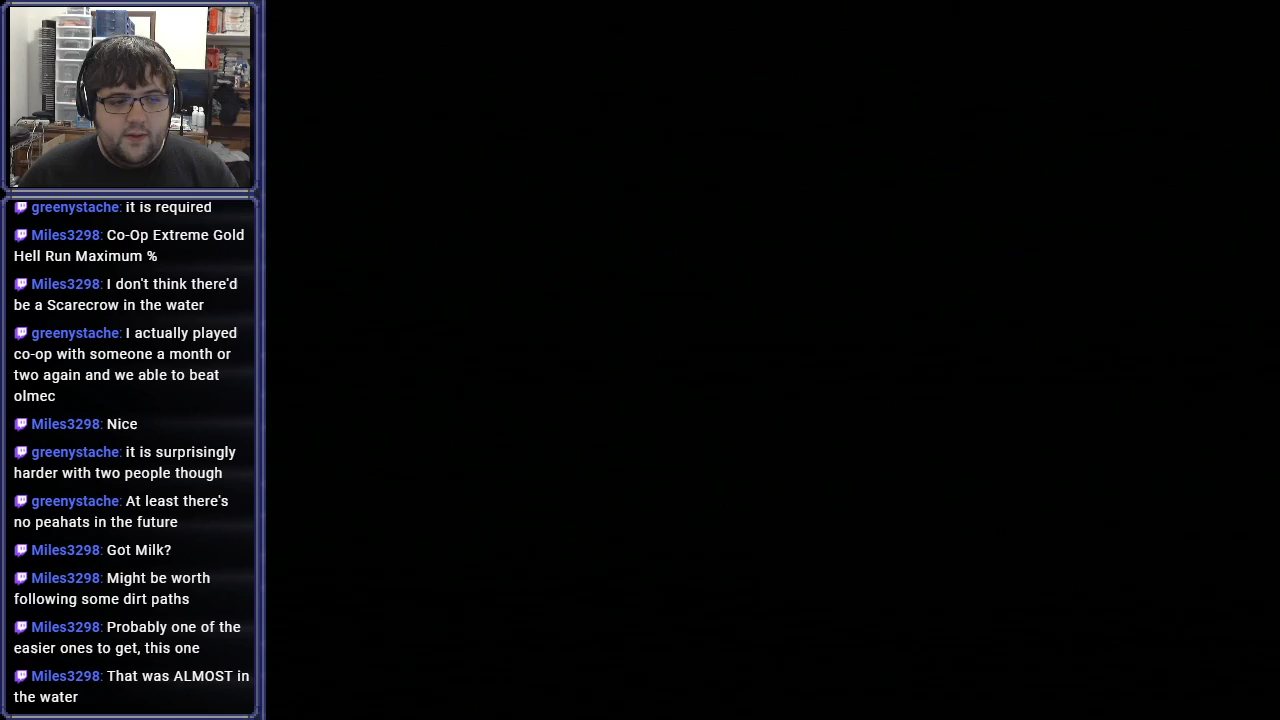 greenystache: it is required
Miles3298: Co-Op Extreme Gold
Hell Run Maximum %
Miles3298: I don't think there'd
be a Scarecrow in the water
greenystache: I actually played
co-op with someone a month or
two again and we able to beat
olmec
Miles3298: Nice
greenystache: it is surprisingly
harder with two people though
greenystache: At least there's
no peahats in the future
Miles3298: Got Milk?
Miles3298: Might be worth
following some dirt paths
Miles3298: Probably one of the
easier ones to get, this one
Miles3298: That was ALMOST in
the water